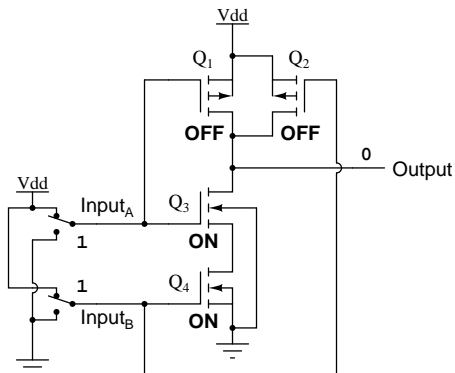 Vdd
Q1 Q2
OFF OFF
0
Output
Vdd
InputA
Q3
1
ON
1
Q4
InputB
ON